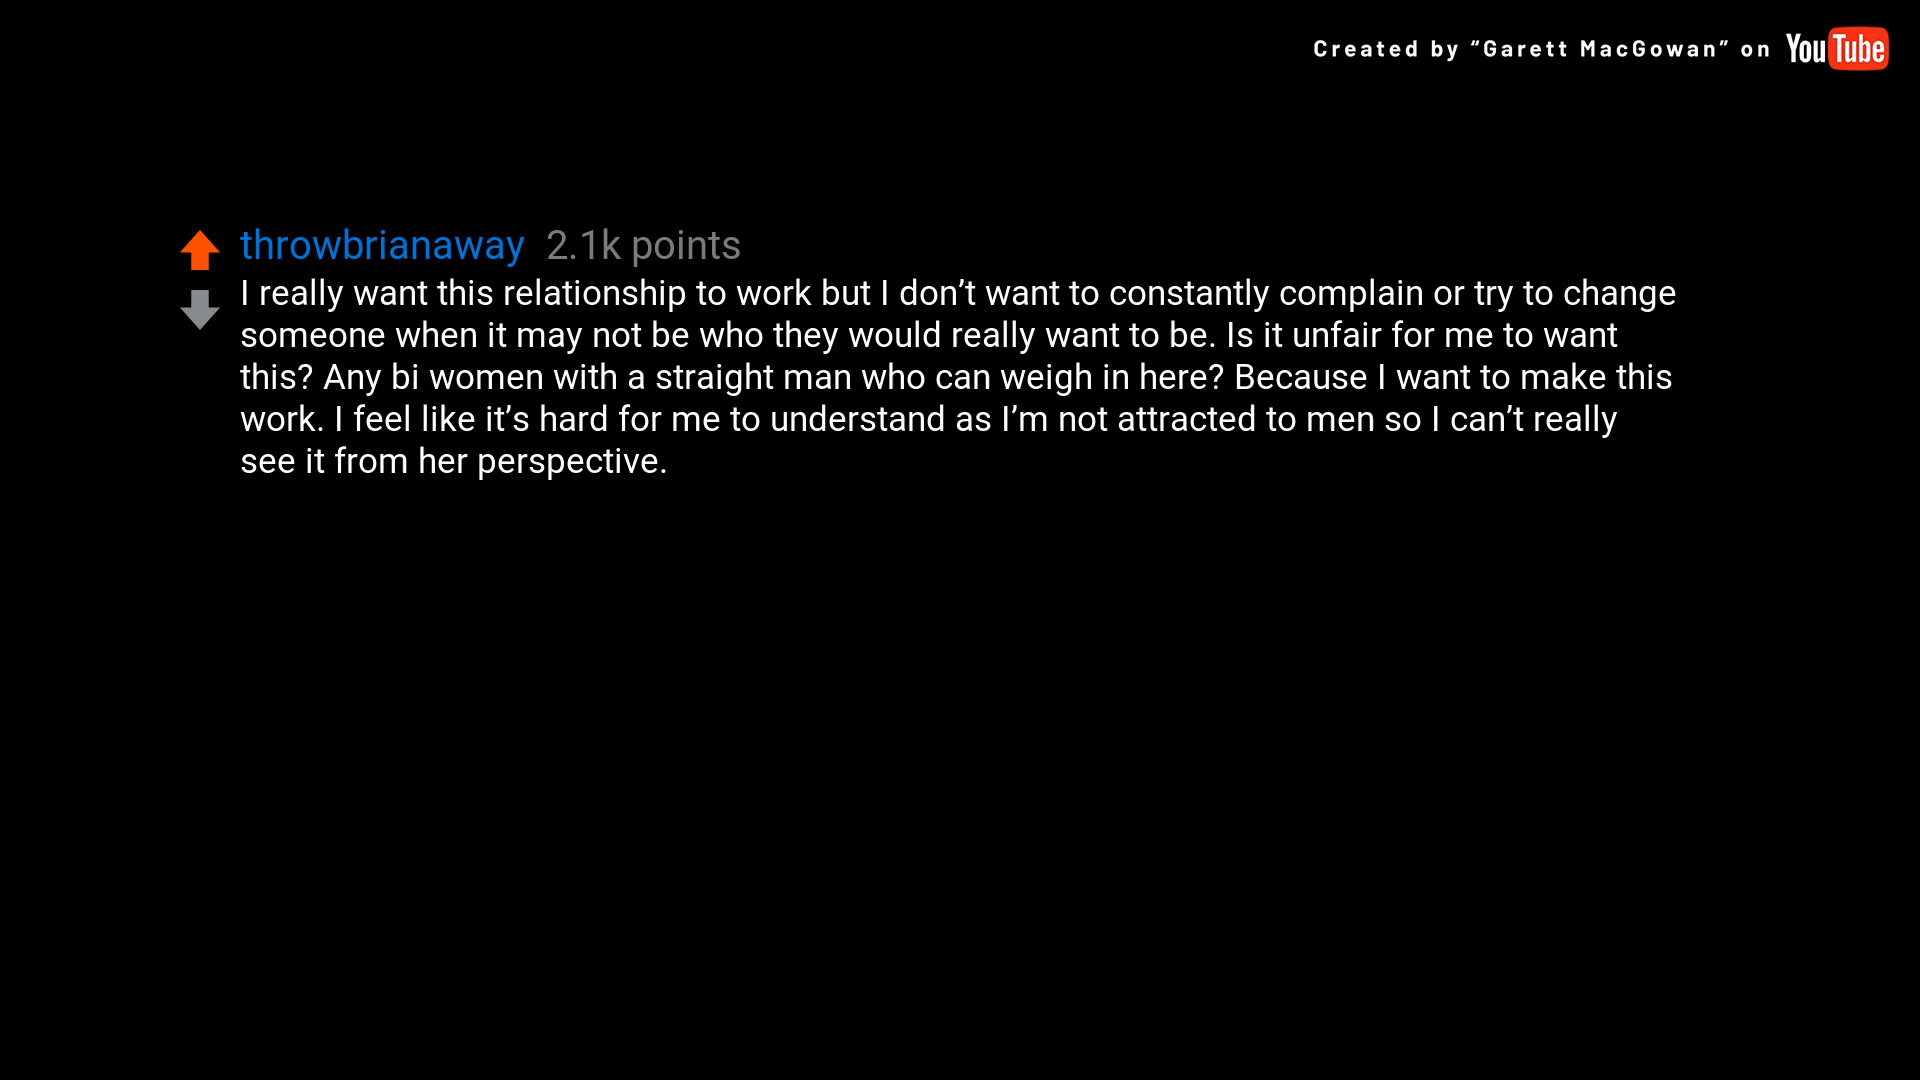 Created by “Garett MacGowan” on YouTube
throwbrianaway 2.1k points
I really want this relationship to work but I don’t want to constantly complain or try to change
someone when it may not be who they would really want to be. Is it unfair for me to want
this? Any bi women with a straight man who can weigh in here? Because I want to make this
work. I feel like it’s hard for me to understand as I’m not attracted to men so I can’t really
see it from her perspective.